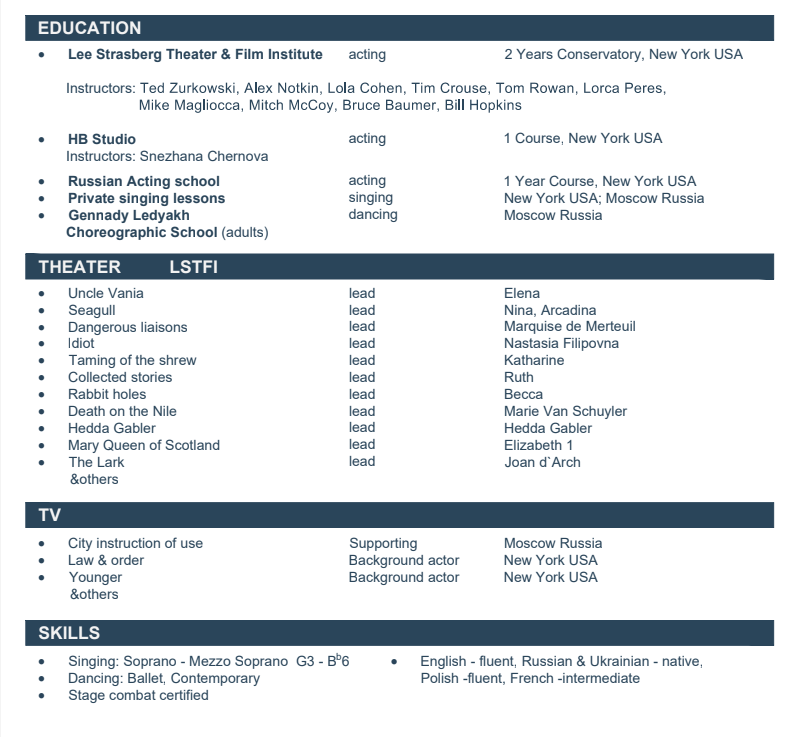 EDUCATION
• Lee Strasberg Theater & Film Institute acting 2 Years Conservatory, New York USA
Instructors: Ted Zurkowski, Alex Notkin, Lola Cohen, Tim Crouse, Tom Rowan, Lorca Peres,
Mike Magliocca, Mitch McCoy, Bruce Baumer, Bill Hopkins
• HB Studio acting 1 Course, New York USA
Instructors: Snezhana Chernova
• Russian Acting school acting 1 Year Course, New York USA
• Private singing lessons singing New York USA; Moscow Russia
• Gennady Ledyakh dancing Moscow Russia
Choreographic School (adults)
THEATER LSTFI
• Uncle Vania lead Elena
• Seagull lead Nina, Arcadina
• Dangerous liaisons lead Marquise de Merteuil
• Idiot lead Nastasia Filipovna
• Taming of the shrew lead Katharine
• Collected stories lead Ruth
• Rabbit holes lead Becca
• Death on the Nile lead Marie Van Schuyler
• Hedda Gabler lead Hedda Gabler
• Mary Queen of Scotland lead Elizabeth 1
• The Lark lead Joan d`Arch
&others
TV
• City instruction of use Supporting Moscow Russia
• Law & order Background actor New York USA
• Younger Background actor New York USA
&others
SKILLS
• Singing: Soprano - Mezzo Soprano G3 - Bb6 • English - fluent, Russian & Ukrainian - native,
• Dancing: Ballet, Contemporary Polish -fluent, French -intermediate
• Stage combat certified